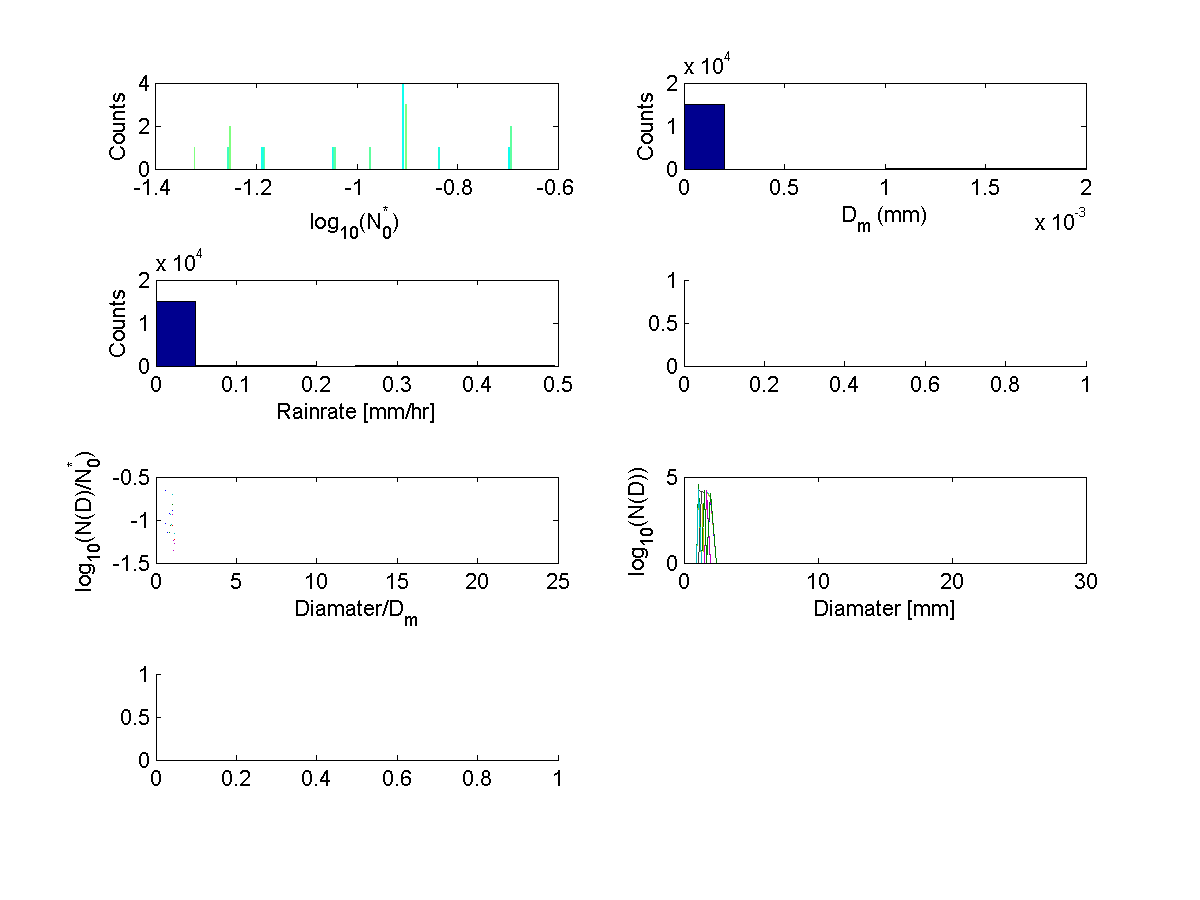 4
2
0
Counts
-1.4 -1.2 -1 -0.8 -0.6
log10(N0*)
x 10^4
2
1
0
Counts
0 0.5 1 1.5 2
Dm (mm)
x 10^-3
x 10^4
2
1
0
Counts
0 0.1 0.2 0.3 0.4 0.5
Rainrate [mm/hr]
1
0.5
0
0 0.2 0.4 0.6 0.8 1
-0.5
-1
-1.5
log10(N(D)/N0*)
0 5 10 15 20 25
Diamater/Dm
5
0
log10(N(D))
0 10 20 30
Diamater [mm]
1
0.5
0
0 0.2 0.4 0.6 0.8 1